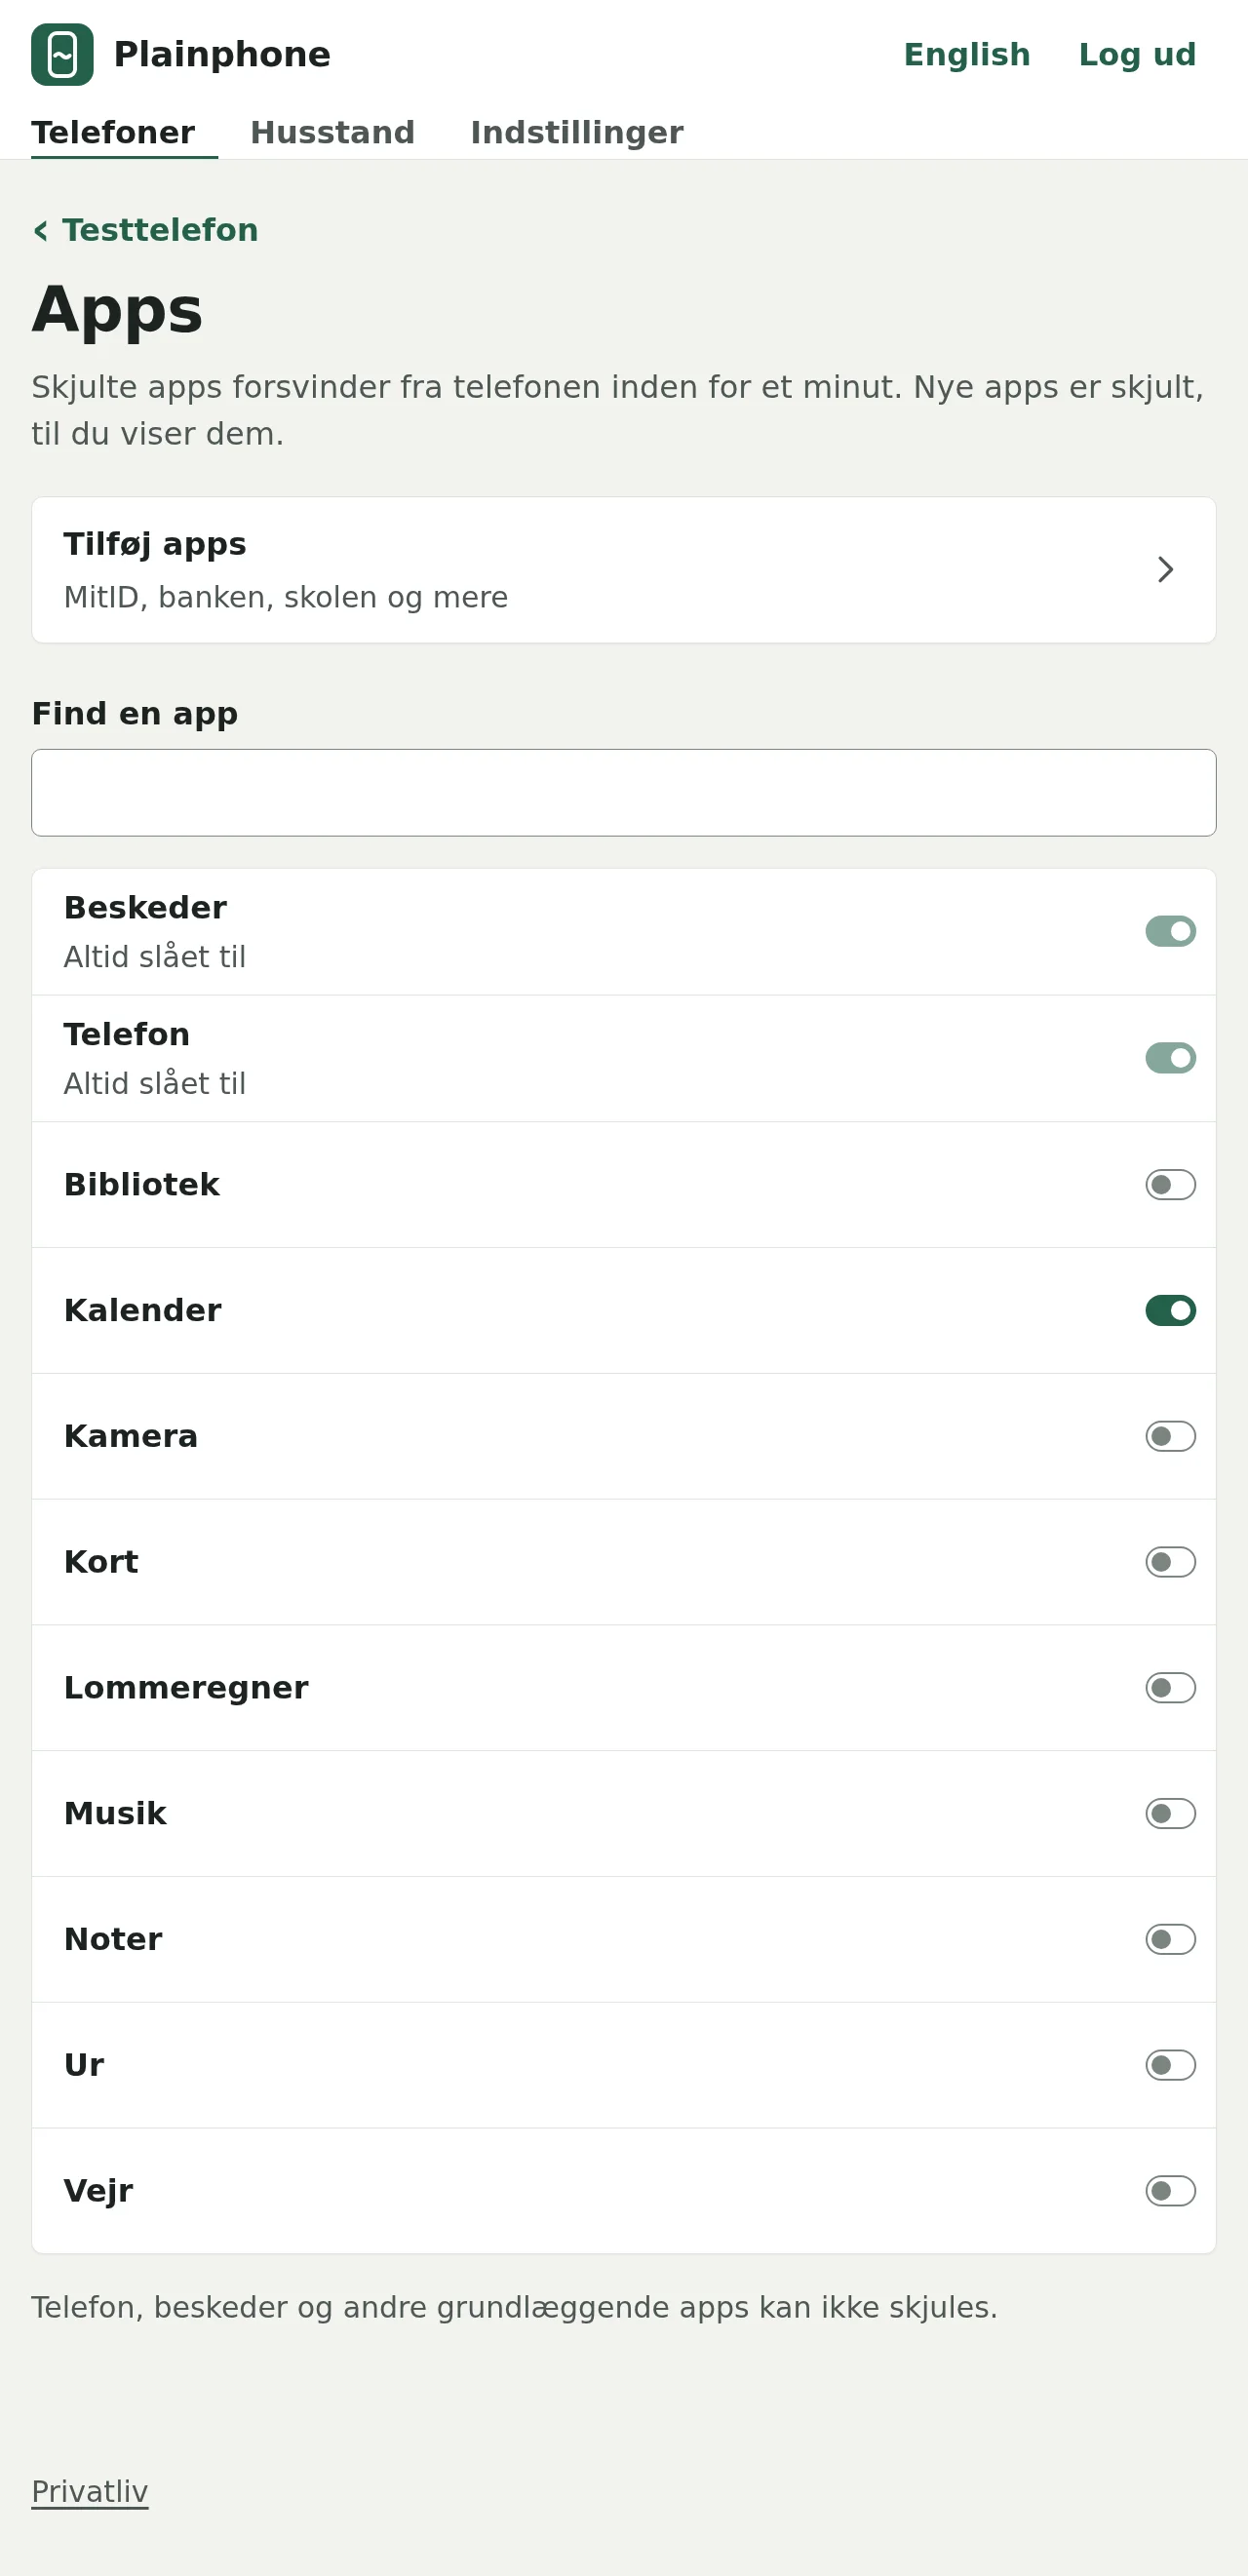 Plainphone
English
Log ud
Telefoner
Husstand
Indstillinger
‹ Testtelefon
Apps
Skjulte apps forsvinder fra telefonen inden for et minut. Nye apps er skjult,
til du viser dem.
Tilføj apps
MitID, banken, skolen og mere
Find en app
Beskeder
Altid slået til
Telefon
Altid slået til
Bibliotek
Kalender
Kamera
Kort
Lommeregner
Musik
Noter
Ur
Vejr
Telefon, beskeder og andre grundlæggende apps kan ikke skjules.
Privatliv